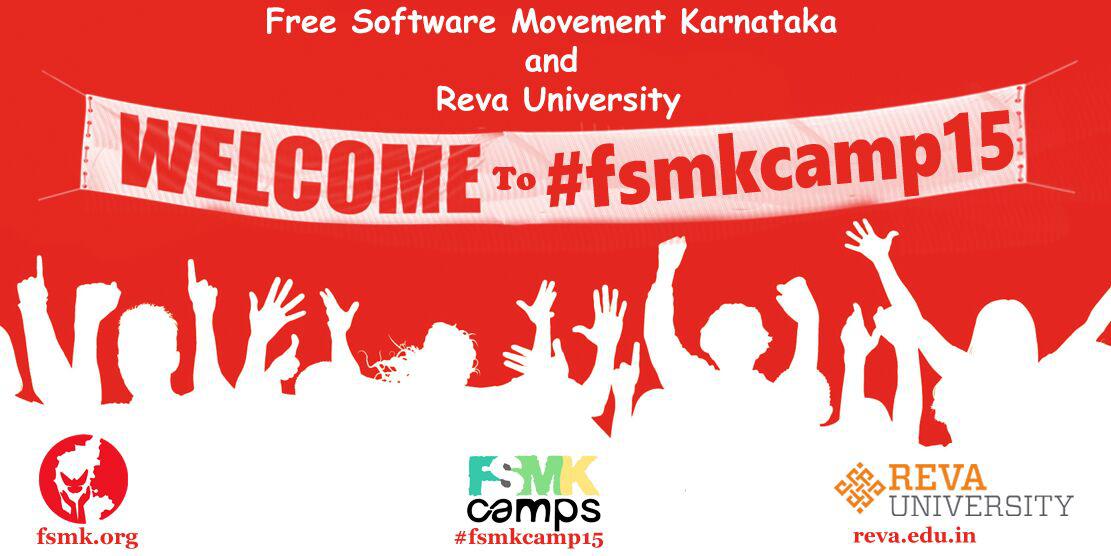 Free Software Movement Karnataka
and
Reva University
WELCOME To #fsmkcamp15
fsmk.org
FSMK
camps
#fsmkcamp15
REVA
UNIVERSITY
reva.edu.in